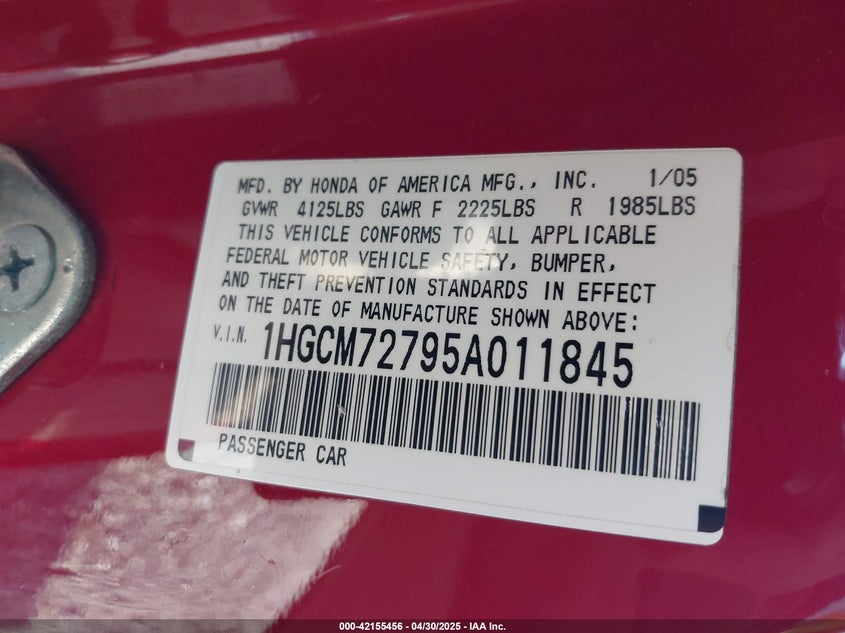 MFD. BY HONDA OF AMERICA MFG., INC. 1/05
GVWR 4125LBS GAWR F 2225LBS R 1985LBS
THIS VEHICLE CONFORMS TO ALL APPLICABLE
FEDERAL MOTOR VEHICLE SAFETY, BUMPER,
AND THEFT PREVENTION STANDARDS IN EFFECT
ON THE DATE OF MANUFACTURE SHOWN ABOVE:
V.I.N. 1HGCM72795A011845
PASSENGER CAR
000-42155456 - 04/30/2025 - IAA Inc.